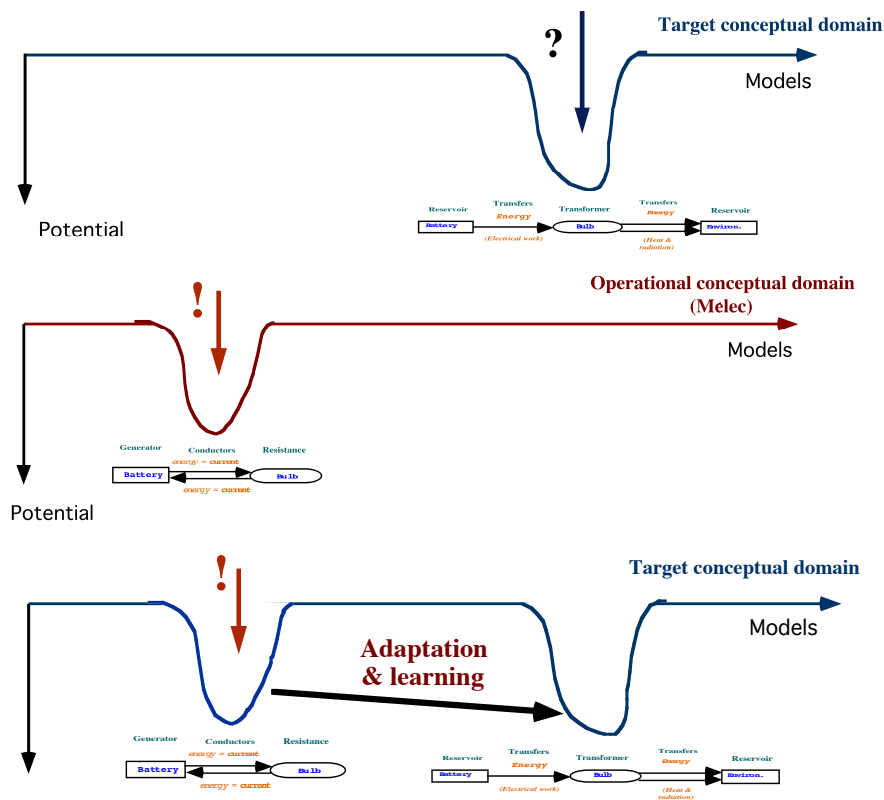 Target conceptual domain
?
Models
Potential
Reservoir Transfers Transformer Transfers Reservoir
Energy Energy
Battery Bulb Environ.
(Electrical work) (Heat &
radiation)
Operational conceptual domain
(Melec)
!
Models
Generator Conductors Resistance
energy = current
Battery Bulb
energy = current
Potential
Target conceptual domain
!
Models
Adaptation
& learning
Generator Conductors Resistance
energy = current
Battery Bulb
energy = current
Reservoir Transfers Transformer Transfers Reservoir
Energy Energy
Battery Bulb Environ.
(Electrical work) (Heat &
radiation)